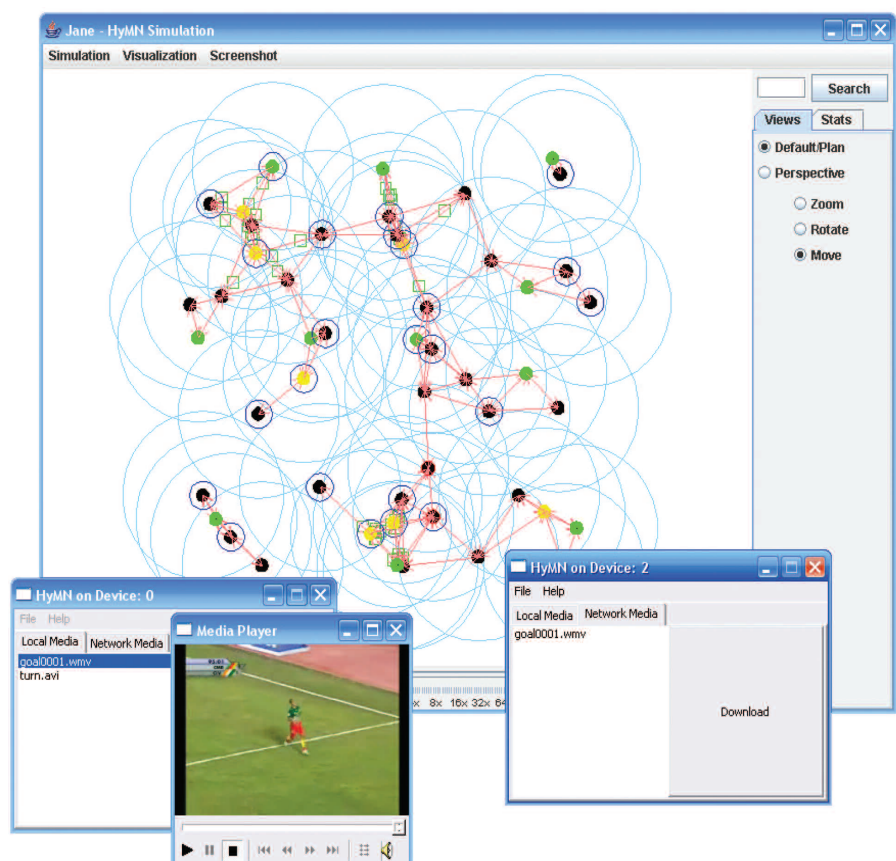 Jane - HyMN Simulation
Simulation Visualization Screenshot
Search
Views Stats
Default/Plan
Perspective
Zoom
Rotate
Move
HyMN on Device: 0
File Help
Local Media Network Media
goal0001.wmv
turn.avi
Media Player
8x 16x 32x
HyMN on Device: 2
File Help
Local Media Network Media
goal0001.wmv
Download